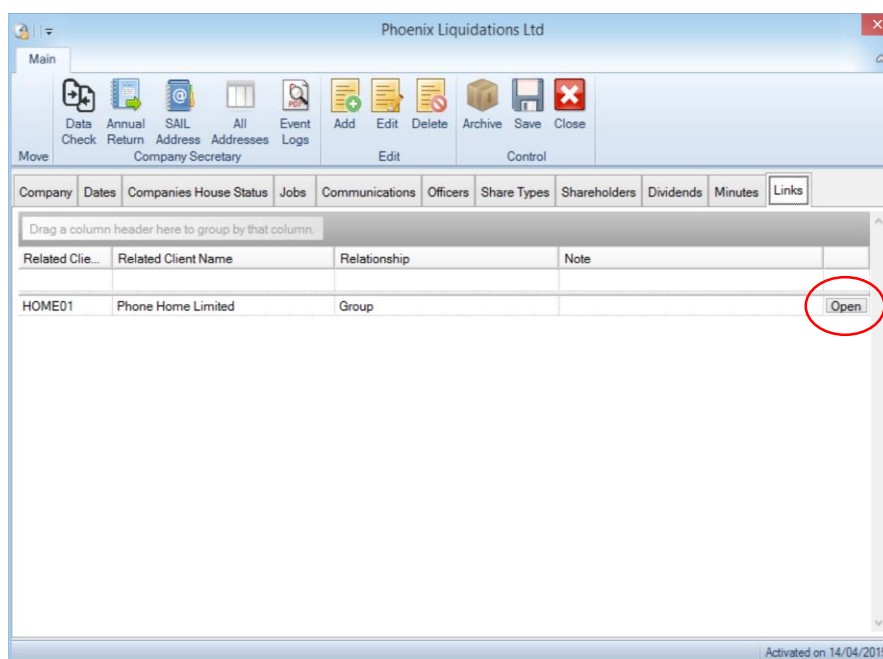 Phoenix Liquidations Ltd
Main
Data Check
Annual Return
SAIL Address
All Addresses
Event Logs
Add
Edit
Delete
Archive
Save
Close
Move
Company Secretary
Edit
Control
Company Dates Companies House Status Jobs Communications Officers Share Types Shareholders Dividends Minutes Links
Drag a column header here to group by that column.
Related Clie... Related Client Name Relationship Note
HOME01 Phone Home Limited Group Open
Activated on 14/04/2015